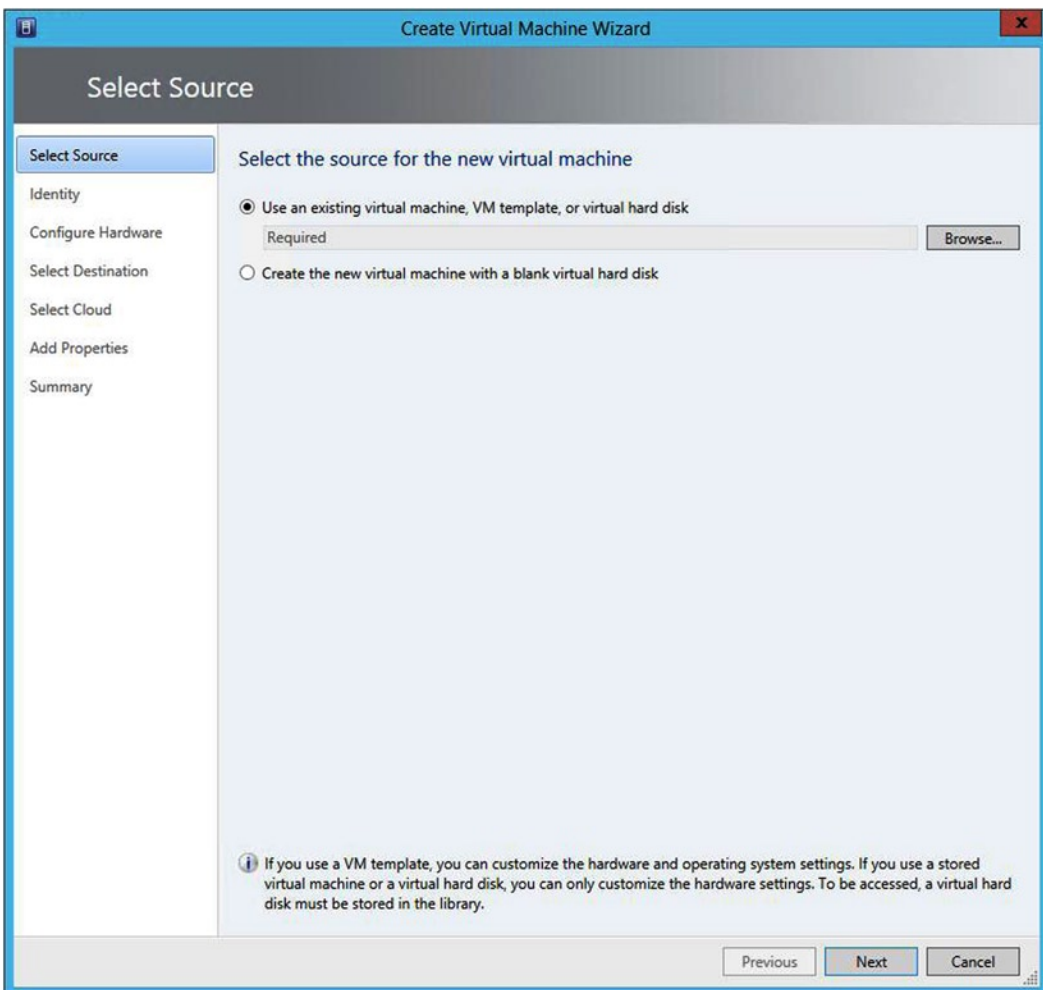 Create Virtual Machine Wizard
x
Select Source
Select Source
Identity
Configure Hardware
Select Destination
Select Cloud
Add Properties
Summary
Select the source for the new virtual machine
Use an existing virtual machine, VM template, or virtual hard disk
Required
Browse...
Create the new virtual machine with a blank virtual hard disk
If you use a VM template, you can customize the hardware and operating system settings. If you use a stored
virtual machine or a virtual hard disk, you can only customize the hardware settings. To be accessed, a virtual hard
disk must be stored in the library.
Previous
Next
Cancel